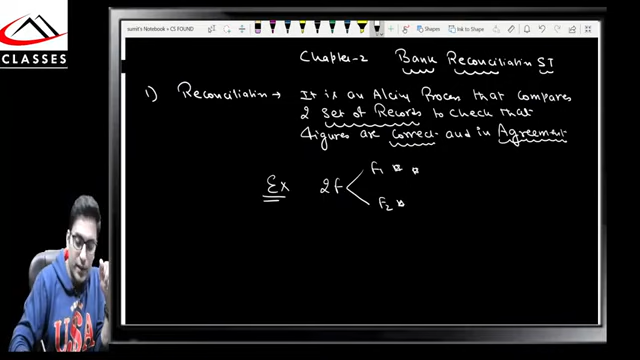 CLASSES
sumit's Notebook » CS FOUND
Brushes
Ink to Shape
Chapter-2 Bank Reconciliation ST
1) Reconciliation → It is an A/cing Process that compares
2 Set of Records to check that
figures are correct and in Agreement
Ex 2F F1
F2
USA